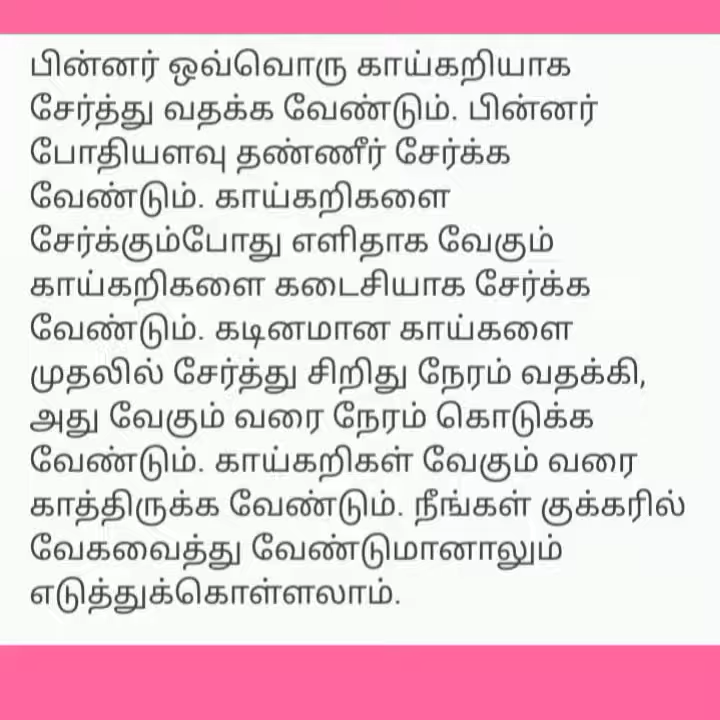 பின்னர் ஒவ்வொரு காய்கறியாக
சேர்த்து வதக்க வேண்டும். பின்னர்
போதியளவு தண்ணீர் சேர்க்க
வேண்டும். காய்கறிகளை
சேர்க்கும்போது எளிதாக வேகும்
காய்கறிகளை கடைசியாக சேர்க்க
வேண்டும். கடினமான காய்களை
முதலில் சேர்த்து சிறிது நேரம் வதக்கி,
அது வேகும் வரை நேரம் கொடுக்க
வேண்டும். காய்கறிகள் வேகும் வரை
காத்திருக்க வேண்டும். நீங்கள் குக்கரில்
வேகவைத்து வேண்டுமானாலும்
எடுத்துக்கொள்ளலாம்.